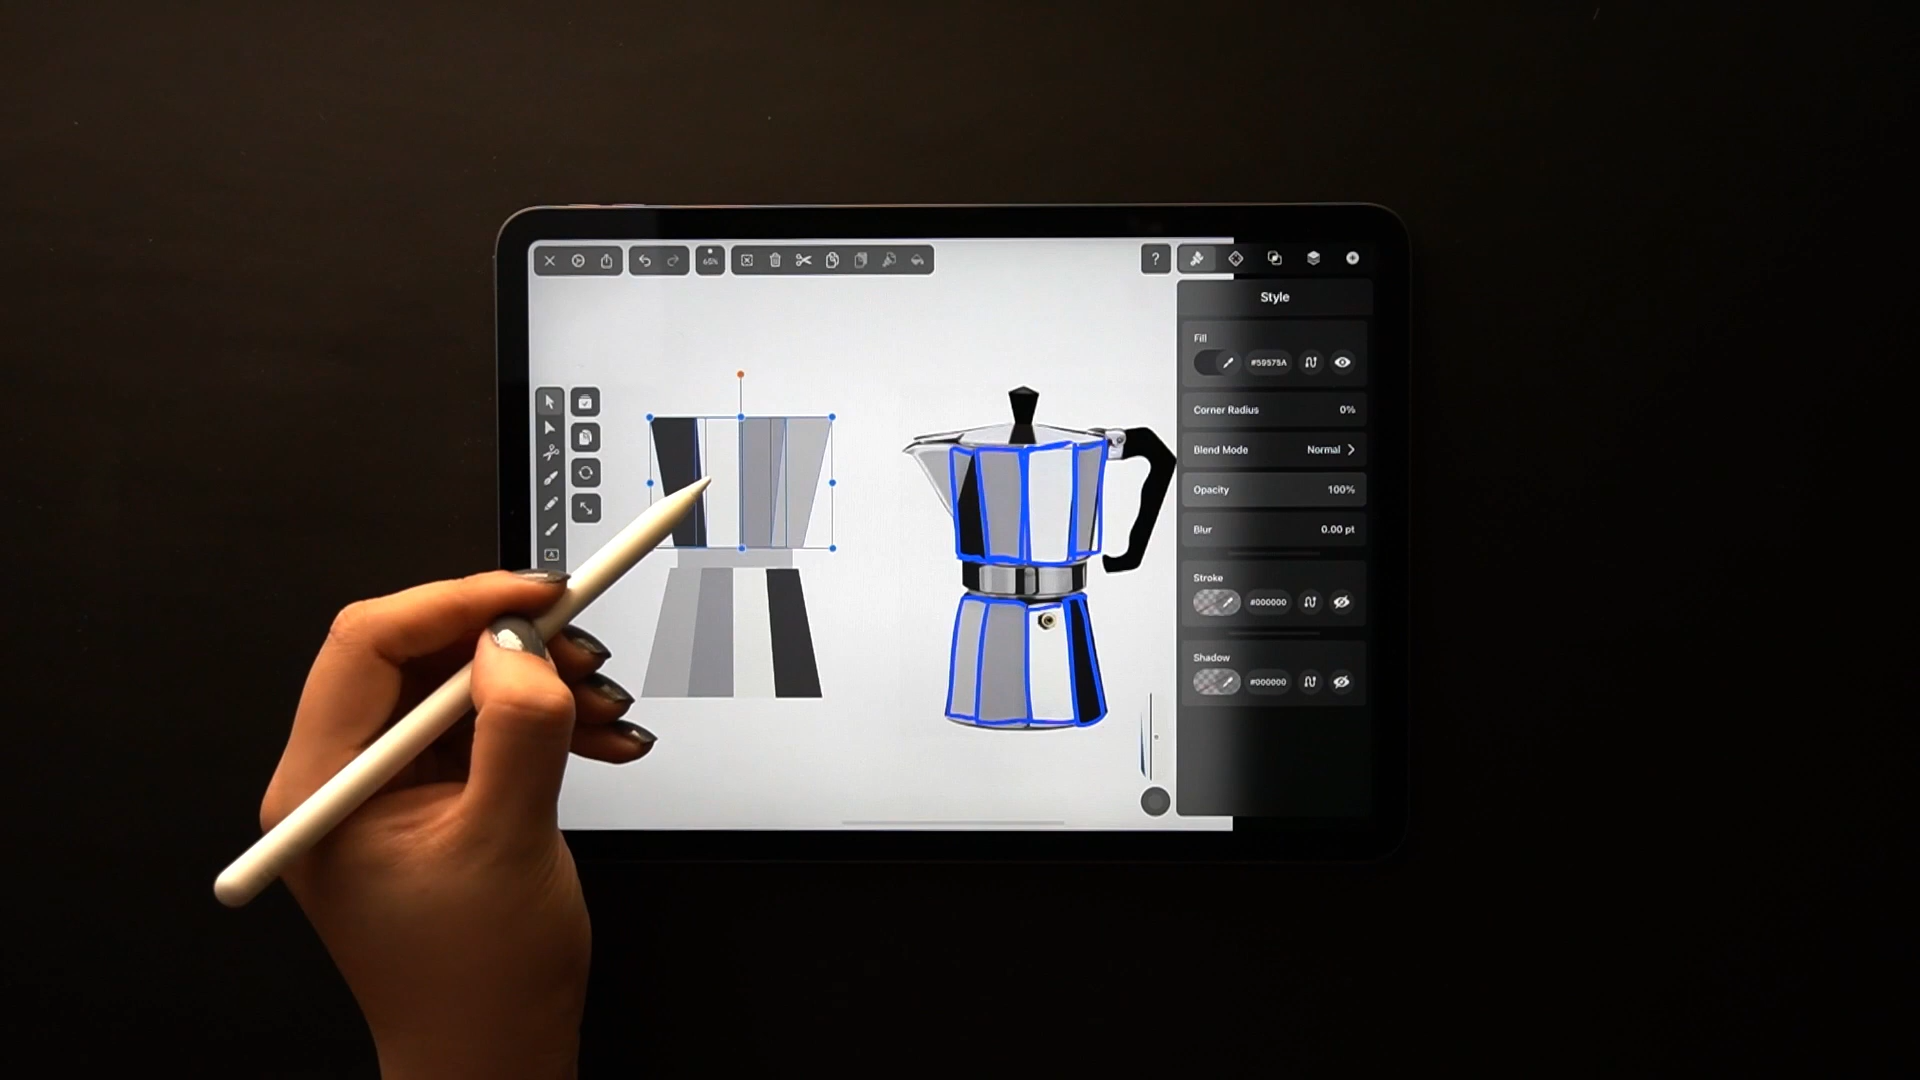 65%
?
Style
Fill
#59575A
Corner Radius 0%
Blend Mode Normal
Opacity 100%
Blur 0.00 pt
Stroke
#000000
Shadow
#000000
A